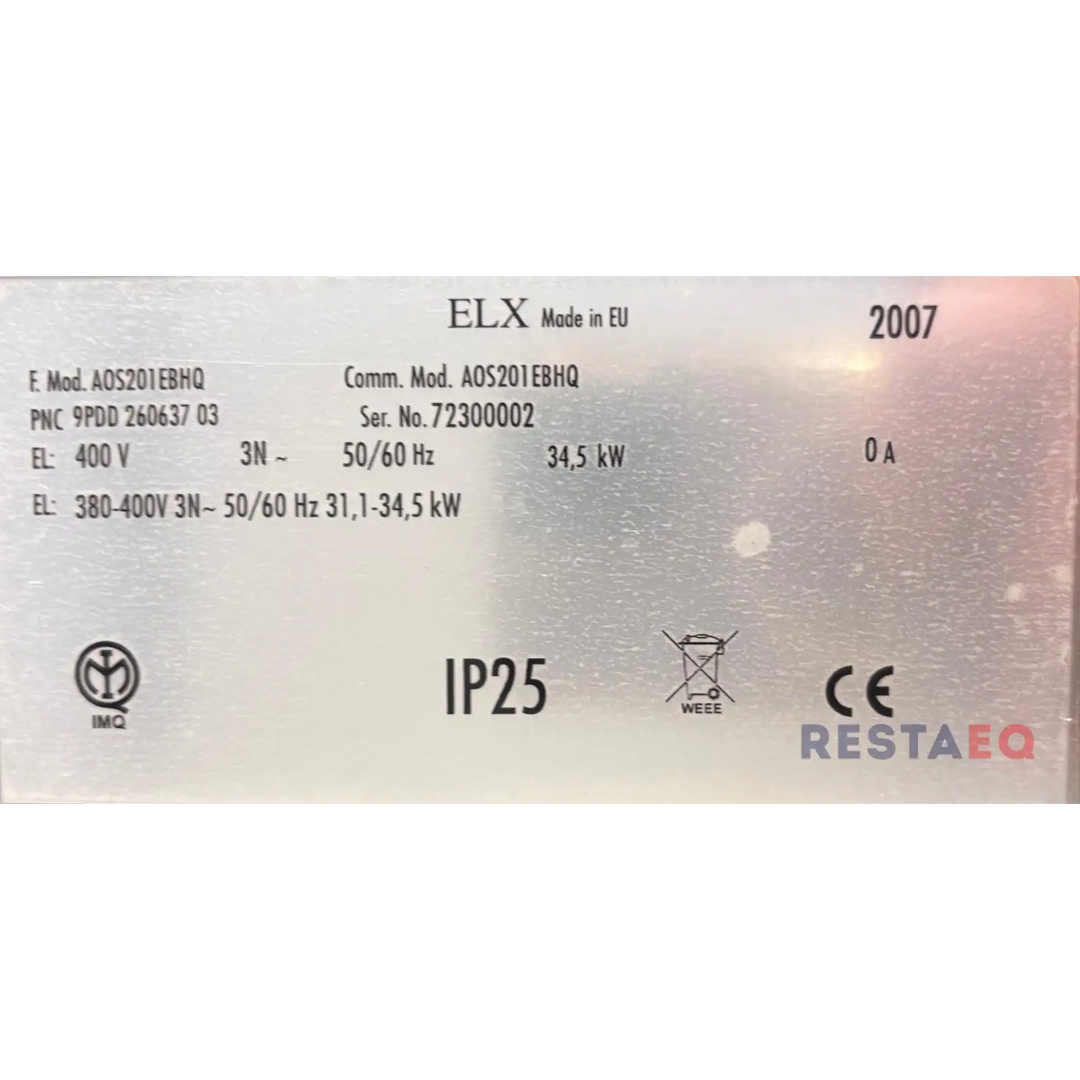 ELX Made in EU 2007
F. Mod. AOS201EBHQ Comm. Mod. AOS201EBHQ
PNC 9PDD 260637 03 Ser. No. 72300002
EL: 400 V 3N ~ 50/60 Hz 34,5 kW 0 A
EL: 380-400V 3N~ 50/60 Hz 31,1-34,5 kW
IMQ IP25 WEEE CE
RESTAEQ